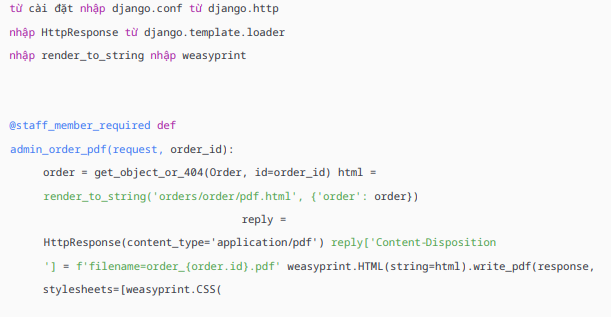 từ cài đặt nhập django.conf từ django.http
nhập HttpResponse từ django.template.loader
nhập render_to_string nhập weasyprint
@staff_member_required def
admin_order_pdf(request, order_id):
order = get_object_or_404(Order, id=order_id) html =
render_to_string('orders/order/pdf.html', {'order': order})
reply =
HttpResponse(content_type='application/pdf') reply['Content-Disposition
'] = f'filename=order_{order.id}.pdf' weasyprint.HTML(string=html).write_pdf(response,
stylesheets=[weasyprint.CSS(